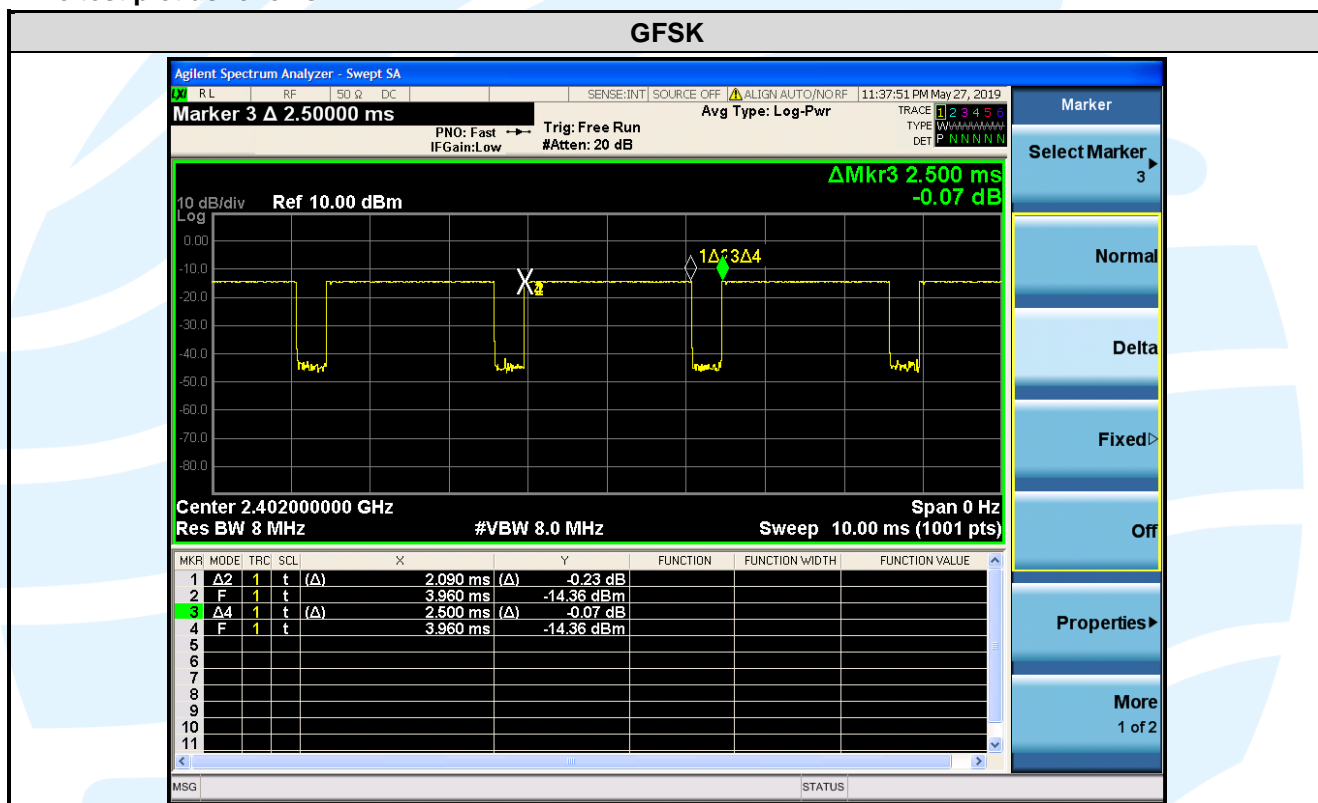 GFSK
Agilent Spectrum Analyzer - Swept SA
LXI RL RF 50 Ω DC SENSE:INT SOURCE OFF ALIGN AUTO/NO RF 11:37:51 PM May 27, 2019
Marker 3 Δ 2.50000 ms
PNO: Fast
IFGain:Low
Trig: Free Run
#Atten: 20 dB
Avg Type: Log-Pwr
TRACE 1 2 3 4 5 6
TYPE WWWWWW
DET P N N N N N
ΔMkr3 2.500 ms
-0.07 dB
10 dB/div Ref 10.00 dBm
Log
0.00
-10.0
-20.0
-30.0
-40.0
-50.0
-60.0
-70.0
-80.0
3Δ4
X
Center 2.402000000 GHz Span 0 Hz
Res BW 8 MHz #VBW 8.0 MHz Sweep 10.00 ms (1001 pts)
MKR MODE TRC SCL X Y FUNCTION FUNCTION WIDTH FUNCTION VALUE
1 Δ2 1 t (Δ) 2.090 ms (Δ) -0.23 dB
2 F 1 t 3.960 ms -14.36 dBm
3 Δ4 1 t (Δ) 2.500 ms (Δ) -0.07 dB
4 F 1 t 3.960 ms -14.36 dBm
5
6
7
8
9
10
11
MSG STATUS
Marker
Select Marker
3
Normal
Delta
Fixed
Off
Properties
More
1 of 2